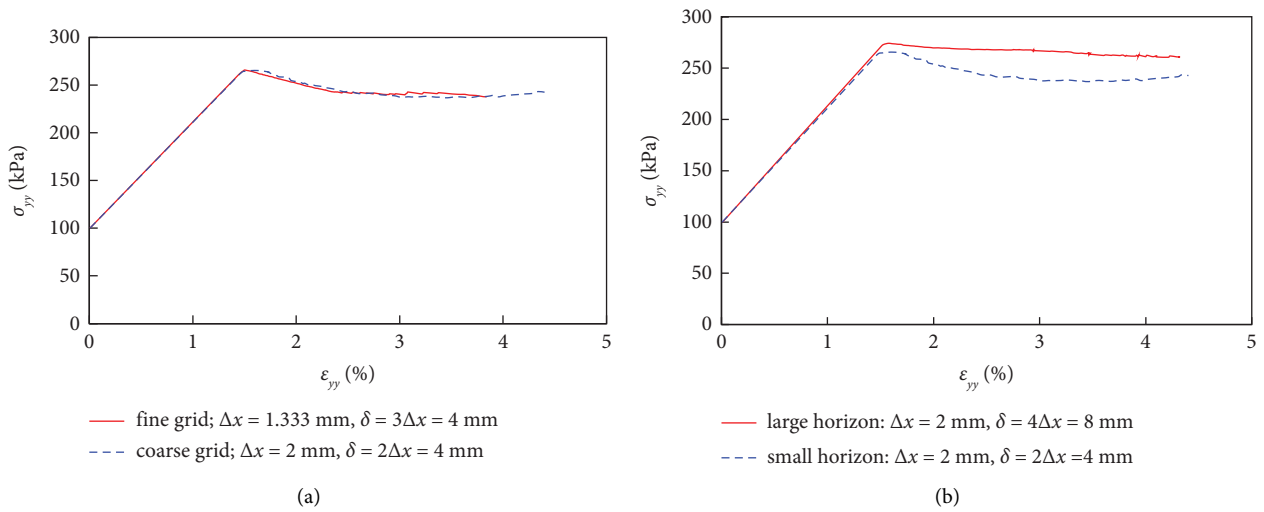 300
250
200
150
100
50
0
σyy (kPa)
0 1 2 3 4 5
εyy (%)
fine grid; Δx = 1.333 mm, δ = 3Δx = 4 mm
coarse grid; Δx = 2 mm, δ = 2Δx = 4 mm
(a)
300
250
200
150
100
50
0
σyy (kPa)
0 1 2 3 4 5
εyy (%)
large horizon: Δx = 2 mm, δ = 4Δx = 8 mm
small horizon: Δx = 2 mm, δ = 2Δx =4 mm
(b)